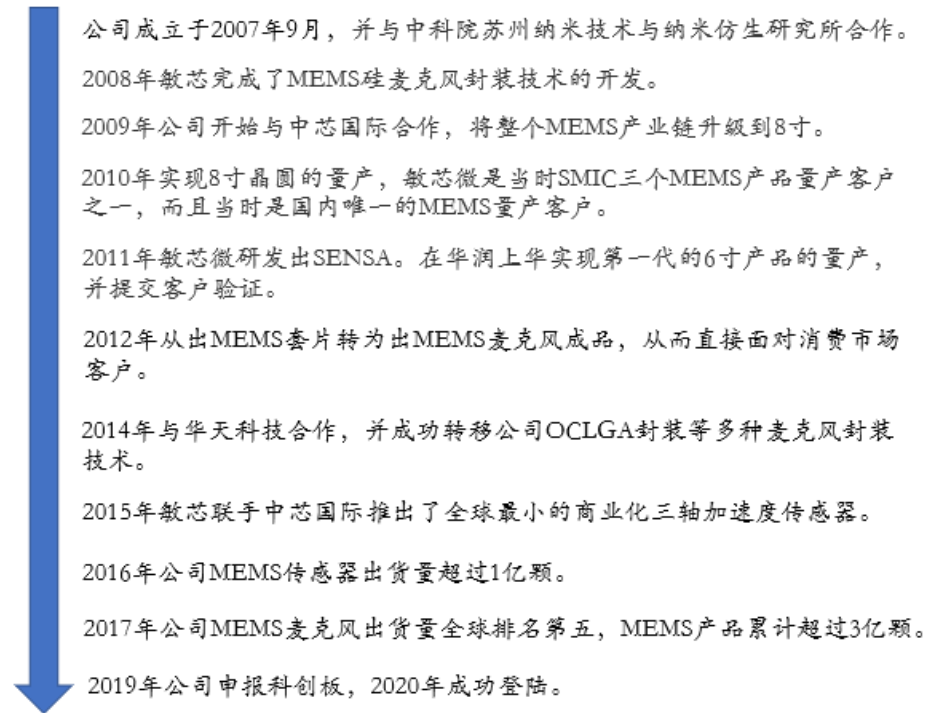 公司成立于2007年9月，并与中科院苏州纳米技术与纳米仿生研究所合作。
2008年敏芯完成了MEMS硅麦克风封装技术的开发。
2009年公司开始与中芯国际合作，将整个MEMS产业链升级到8寸。
2010年实现8寸晶圆的量产，敏芯微是当时SMIC三个MEMS产品量产客户
之一，而且当时是国内唯一的MEMS量产客户。
2011年敏芯微研发出SENSA。在华润上华实现第一代的6寸产品的量产，
并提交客户验证。
2012年从出MEMS套片转为出MEMS麦克风成品，从而直接面对消费市场
客户。
2014年与华天科技合作，并成功转移公司OCLGA封装等多种麦克风封装
技术。
2015年敏芯联手中芯国际推出了全球最小的商业化三轴加速度传感器。
2016年公司MEMS传感器出货量超过1亿颗。
2017年公司MEMS麦克风出货量全球排名第五，MEMS产品累计超过3亿颗。
2019年公司申报科创板，2020年成功登陆。